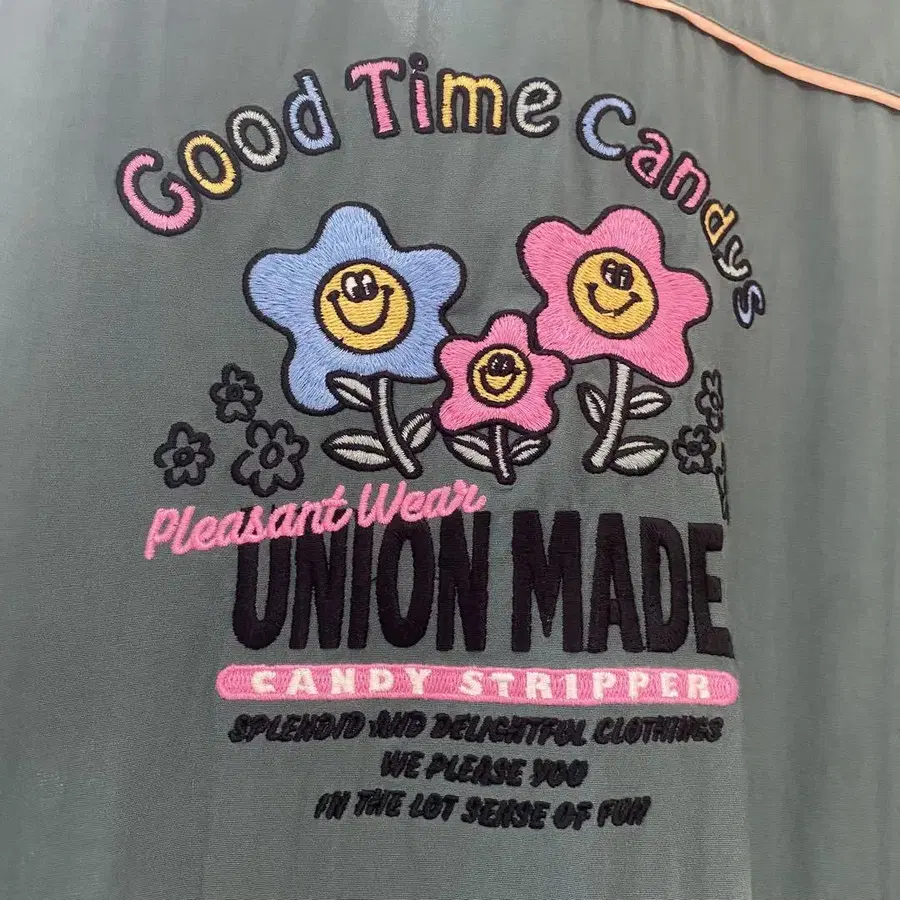 Good Time Candys
Pleasant Wear
UNION MADE
CANDY STRIPPER
SPLENDID AND DELIGHTFUL CLOTHINGS
WE PLEASE YOU
IN THE LOT SENSE OF FUN